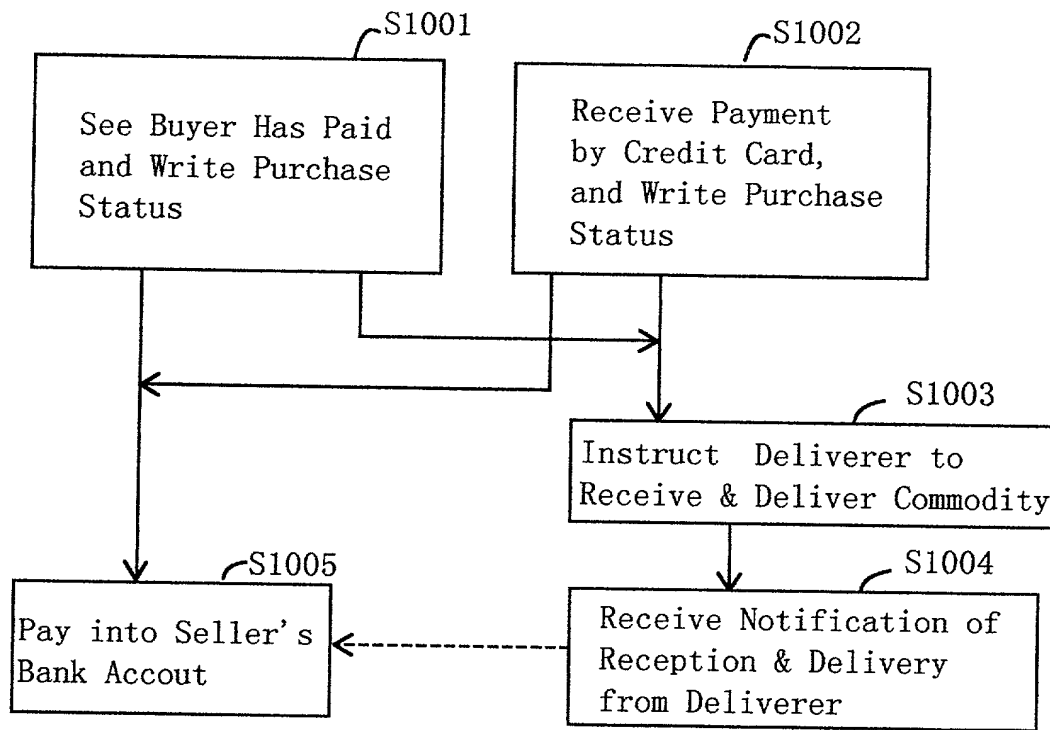 S1001
See Buyer Has Paid
and Write Purchase
Status
S1002
Receive Payment
by Credit Card,
and Write Purchase
Status
S1003
Instruct Deliverer to
Receive & Deliver Commodity
S1005
Pay into Seller's
Bank Accout
S1004
Receive Notification of
Reception & Delivery
from Deliverer